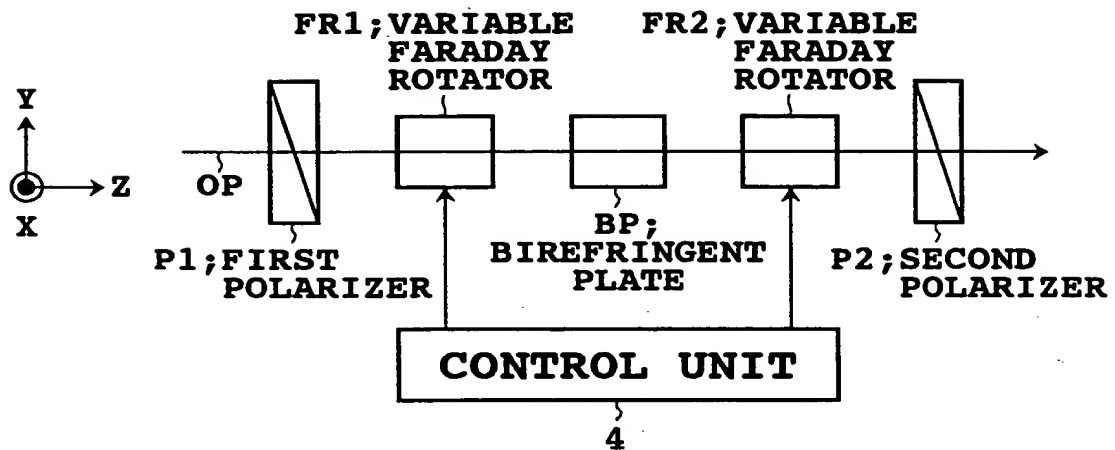 FR1;VARIABLE
FARADAY
ROTATOR
FR2;VARIABLE
FARADAY
ROTATOR
Y
Z
X
OP
P1;FIRST
POLARIZER
BP;
BIREFRINGENT
PLATE
P2;SECOND
POLARIZER
CONTROL UNIT
4